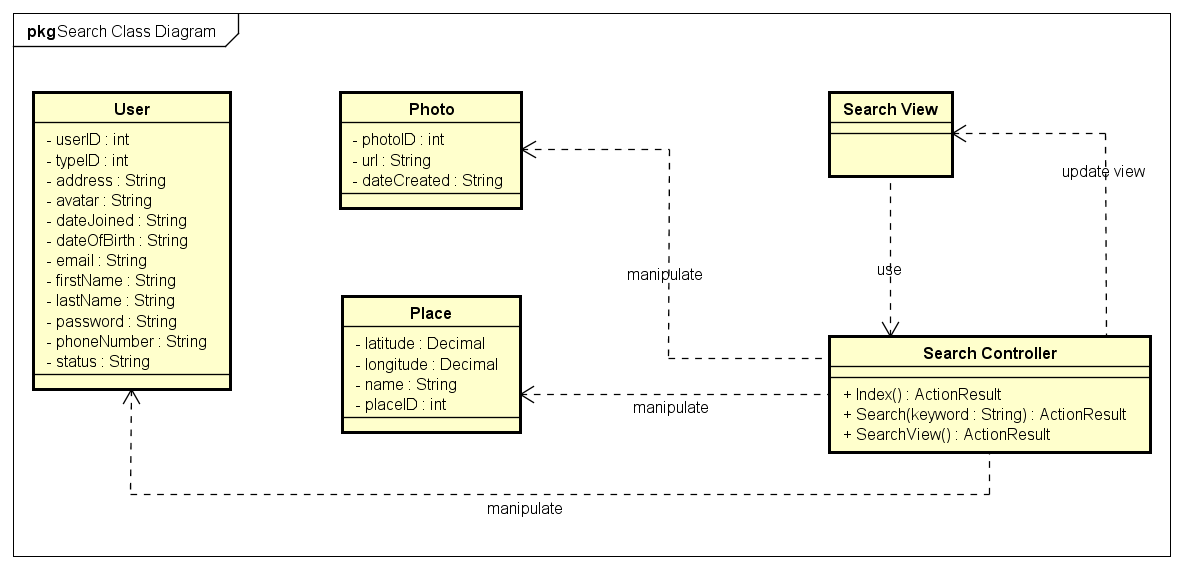 pkg Search Class Diagram
User
- userID : int
- typeID : int
- address : String
- avatar : String
- dateJoined : String
- dateOfBirth : String
- email : String
- firstName : String
- lastName : String
- password : String
- phoneNumber : String
- status : String
Photo
- photoID : int
- url : String
- dateCreated : String
Place
- latitude : Decimal
- longitude : Decimal
- name : String
- placeID : int
Search View
update view
use
manipulate
manipulate
Search Controller
+ Index() : ActionResult
+ Search(keyword : String) : ActionResult
+ SearchView() : ActionResult
manipulate